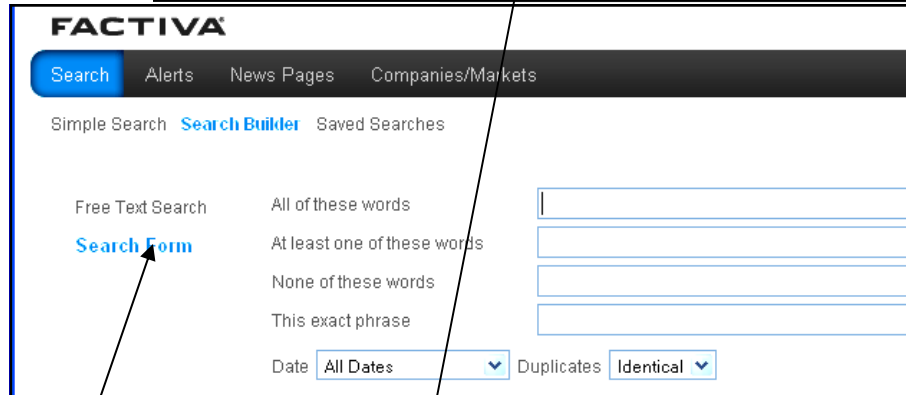 FACTIVA
Search Alerts News Pages Companies/Markets
Simple Search Search Builder Saved Searches
Free Text Search
Search Form
All of these words
At least one of these words
None of these words
This exact phrase
Date All Dates Duplicates Identical